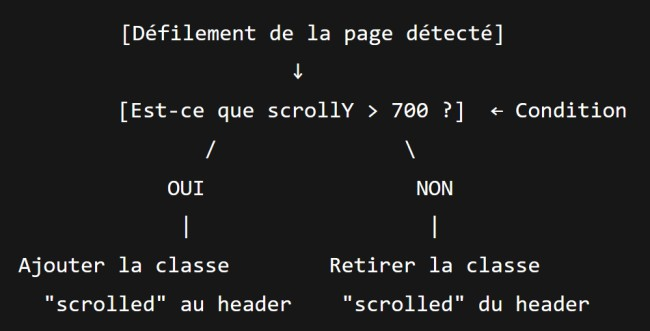 [Défilement de la page détecté]
↓
[Est-ce que scrollY > 700 ?] ← Condition
/ \
OUI NON
| |
Ajouter la classe Retirer la classe
"scrolled" au header "scrolled" du header